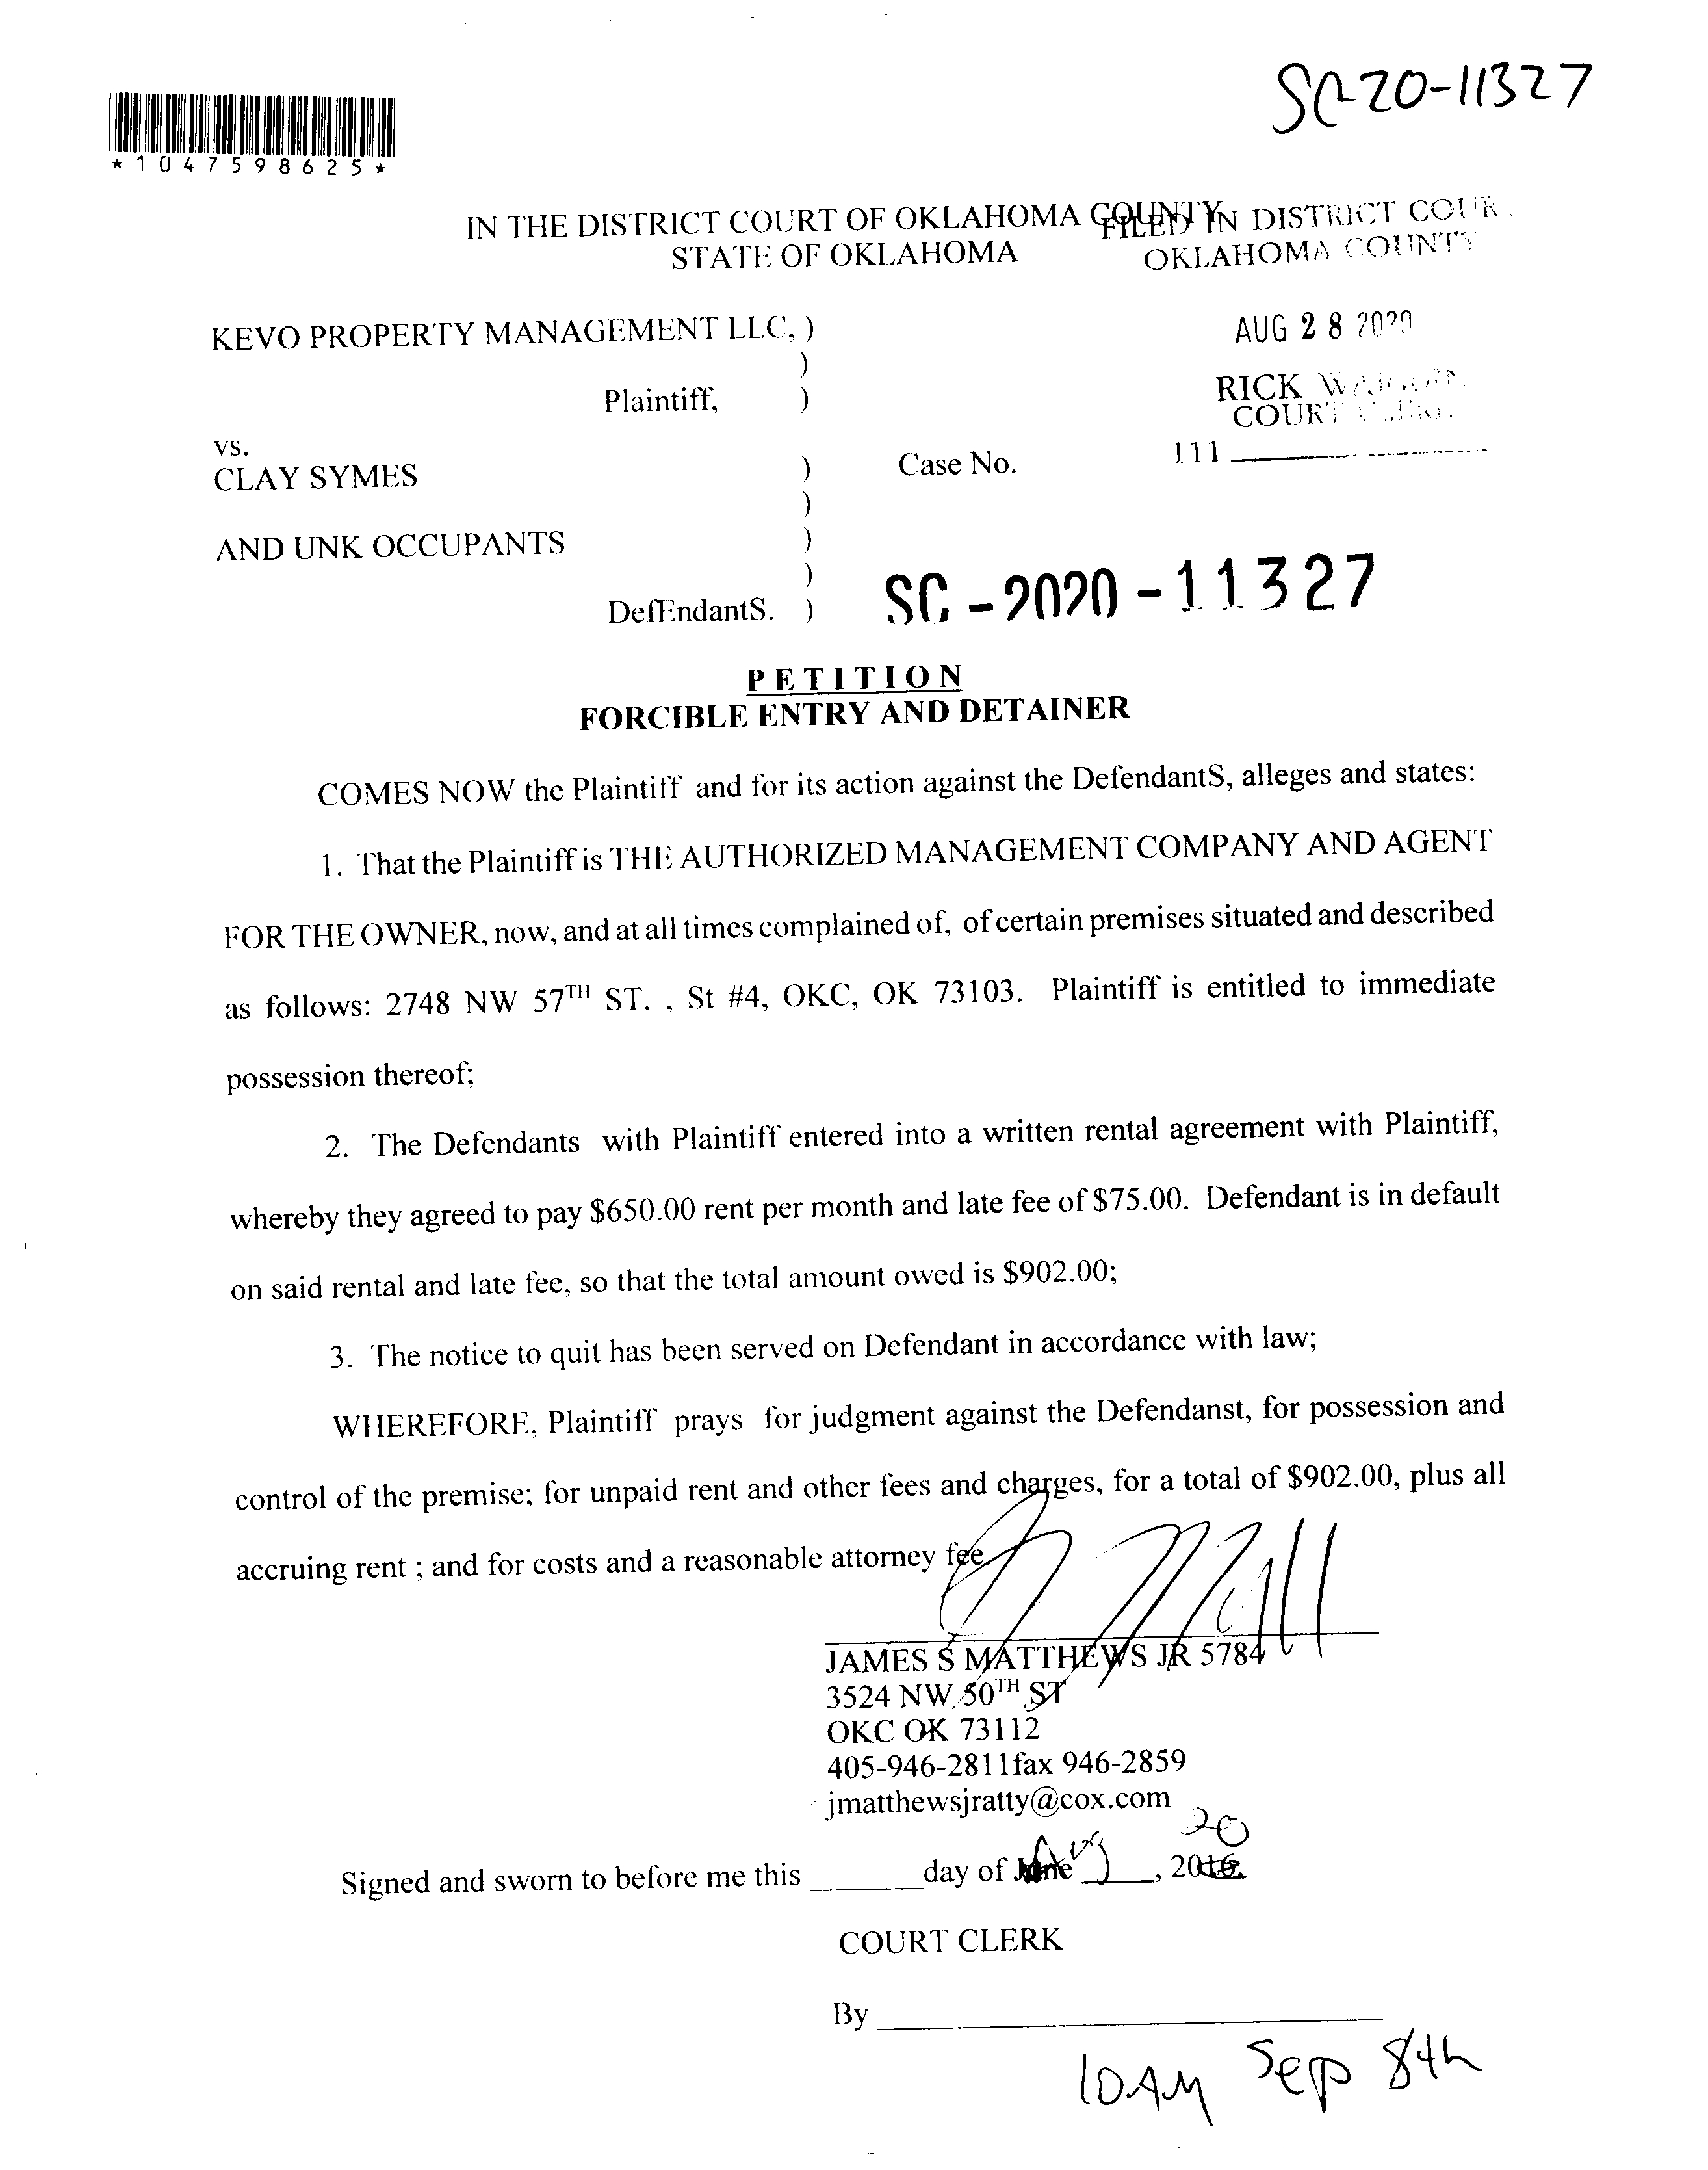 SC-20-11327
*1047598625*
IN THE DISTRICT COURT OF OKLAHOMA COUNTY
STATE OF OKLAHOMA
FILED IN DISTRICT COUR
OKLAHOMA COUNTY
KEVO PROPERTY MANAGEMENT LLC, )
)
Plaintiff, )
AUG 28 2020
RICK
COURT
111
vs.
CLAY SYMES )
Case No.
)
AND UNK OCCUPANTS )
)
DefEndantS. )
SC-2020-11327
PETITION
FORCIBLE ENTRY AND DETAINER
COMES NOW the Plaintiff and for its action against the DefendantS, alleges and states:
1. That the Plaintiff is THE AUTHORIZED MANAGEMENT COMPANY AND AGENT
FOR THE OWNER, now, and at all times complained of, of certain premises situated and described
as follows: 2748 NW 57TH ST. , St #4, OKC, OK 73103. Plaintiff is entitled to immediate
possession thereof;
2. The Defendants with Plaintiff entered into a written rental agreement with Plaintiff,
whereby they agreed to pay $650.00 rent per month and late fee of $75.00. Defendant is in default
on said rental and late fee, so that the total amount owed is $902.00;
3. The notice to quit has been served on Defendant in accordance with law;
WHEREFORE, Plaintiff prays for judgment against the Defendanst, for possession and
control of the premise; for unpaid rent and other fees and charges, for a total of $902.00, plus all
accruing rent ; and for costs and a reasonable attorney fee.
JAMES S MATTHEWS JR 5784
3524 NW 50TH ST
OKC OK 73112
405-946-2811fax 946-2859
jmatthewsjratty@cox.com
20
Signed and sworn to before me this ______day of June Aug, 2016.
COURT CLERK
By
10AM Sep 8th